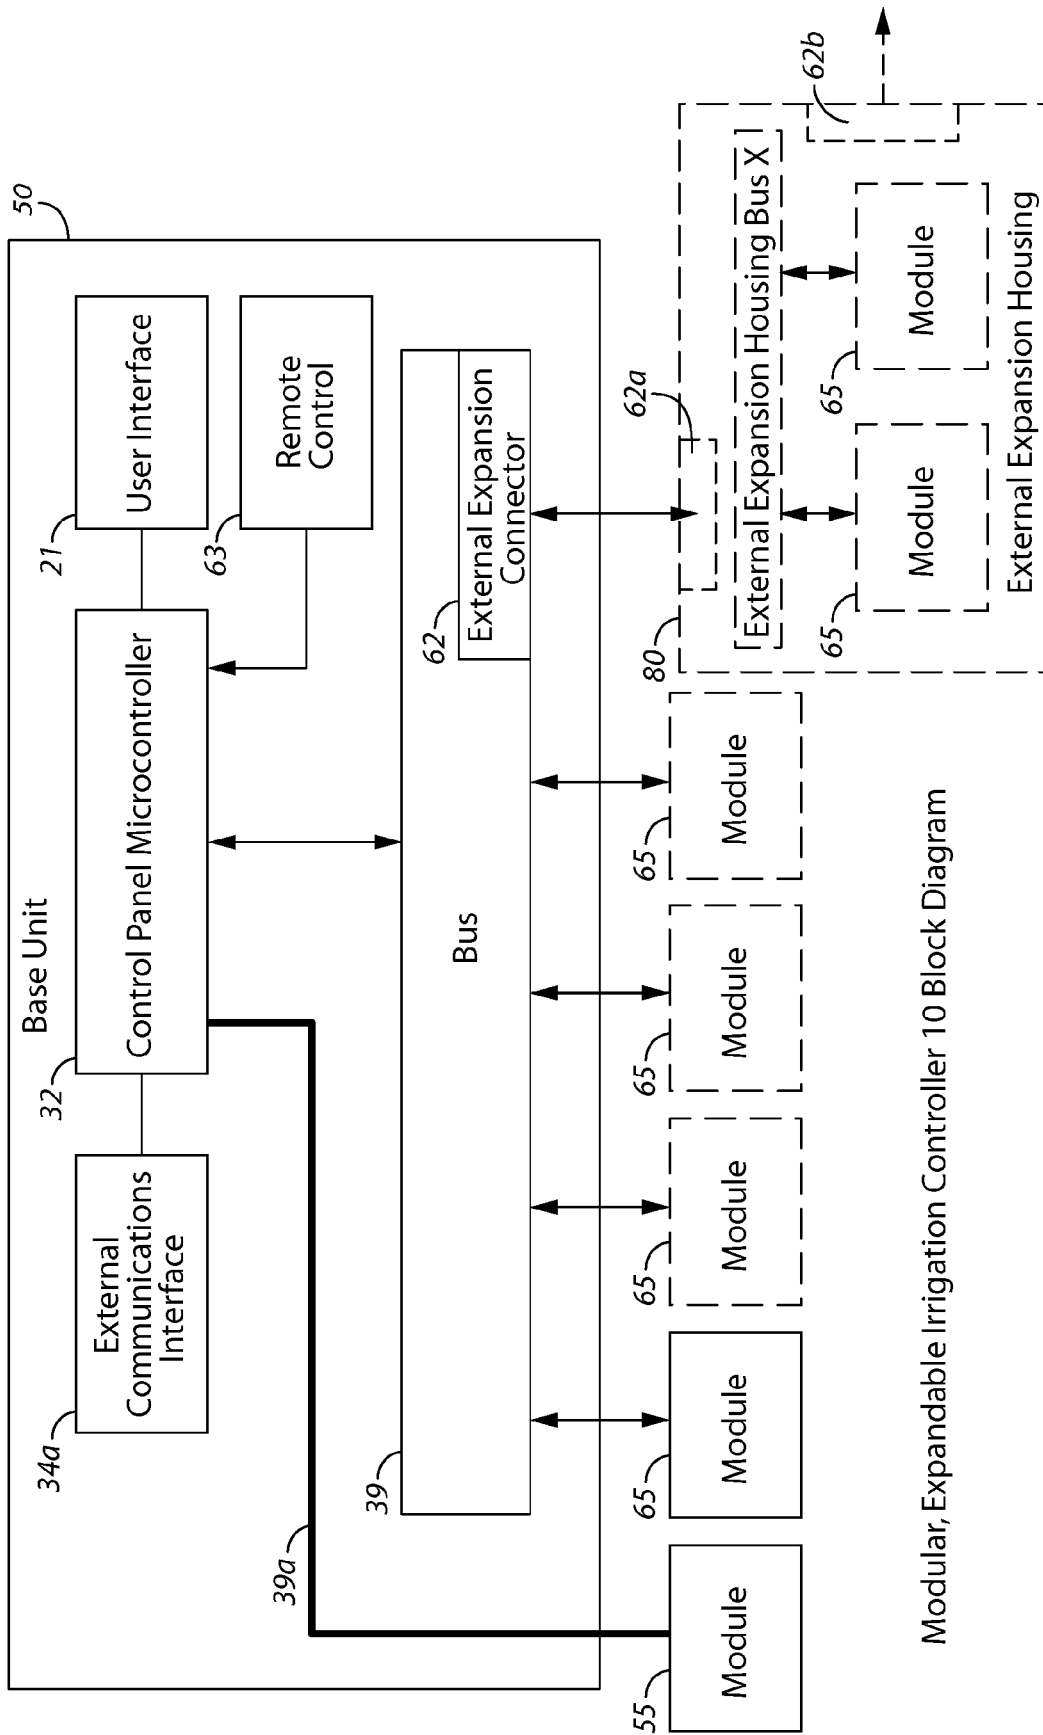 Base Unit
50
34a
External
Communications
Interface
32
Control Panel Microcontroller
21
User Interface
63
Remote
Control
39a
39
Bus
62
External Expansion
Connector
55
Module
65
Module
65
Module
65
Module
65
Module
80
62a
External Expansion Housing Bus X
62b
65
Module
65
Module
External Expansion Housing
Modular, Expandable Irrigation Controller 10 Block Diagram